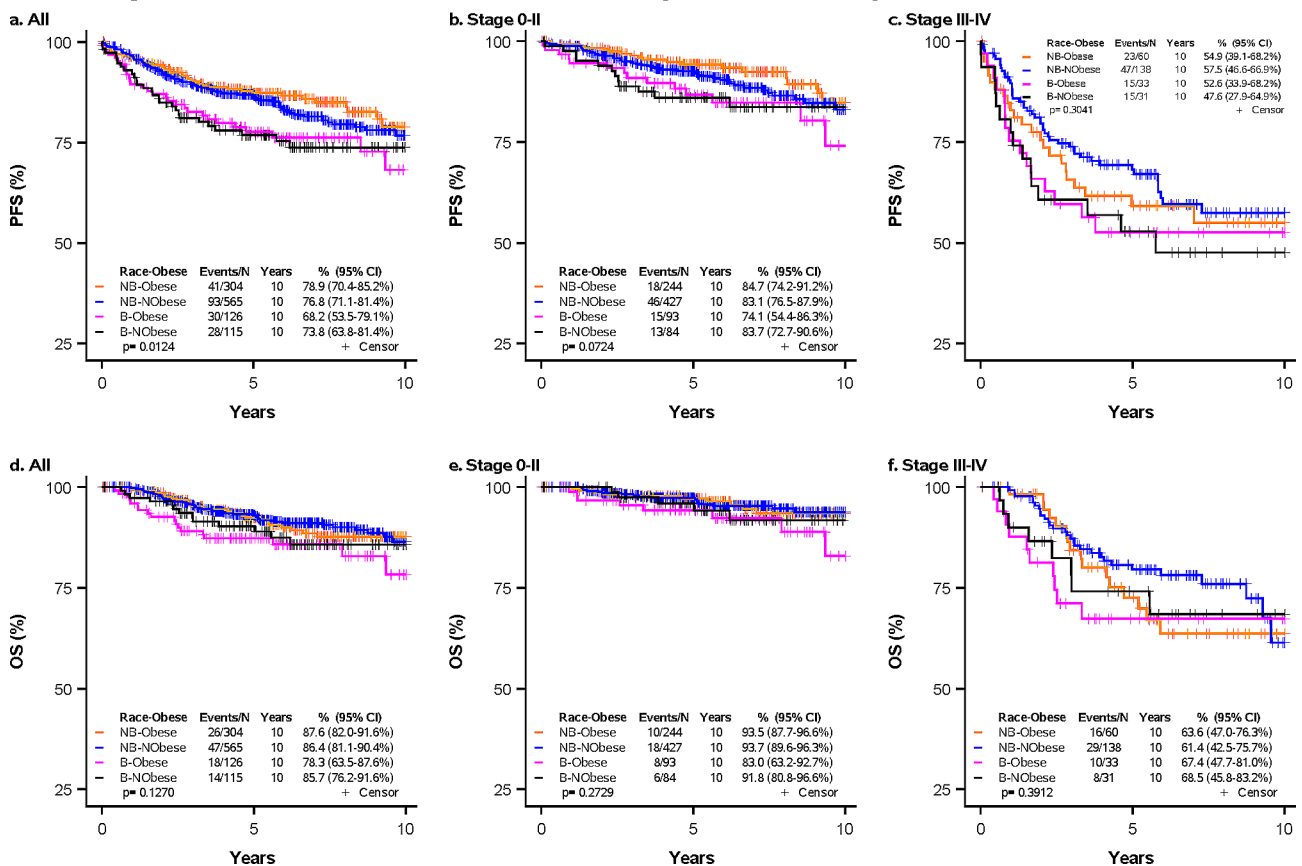 a. All
100
75
50
25
PFS (%)
Race-Obese Events/N Years % (95% CI)
NB-Obese 41/304 10 78.9 (70.4-85.2%)
NB-NObese 93/565 10 76.8 (71.1-81.4%)
B-Obese 30/126 10 68.2 (53.5-79.1%)
B-NObese 28/115 10 73.8 (63.8-81.4%)
p= 0.0124 + Censor
0 5 10
Years
b. Stage 0-II
100
75
50
25
PFS (%)
Race-Obese Events/N Years % (95% CI)
NB-Obese 18/244 10 84.7 (74.2-91.2%)
NB-NObese 46/427 10 83.1 (76.5-87.9%)
B-Obese 15/93 10 74.1 (54.4-86.3%)
B-NObese 13/84 10 83.7 (72.7-90.6%)
p= 0.0724 + Censor
0 5 10
Years
c. Stage III-IV
100
75
50
25
PFS (%)
Race-Obese Events/N Years % (95% CI)
NB-Obese 23/60 10 54.9 (39.1-68.2%)
NB-NObese 47/138 10 57.5 (46.6-66.9%)
B-Obese 15/33 10 52.6 (33.9-68.2%)
B-NObese 15/31 10 47.6 (27.9-64.9%)
p= 0.3041 + Censor
0 5 10
Years
d. All
100
75
50
25
OS (%)
Race-Obese Events/N Years % (95% CI)
NB-Obese 26/304 10 87.6 (82.0-91.6%)
NB-NObese 47/565 10 86.4 (81.1-90.4%)
B-Obese 18/126 10 78.3 (63.5-87.6%)
B-NObese 14/115 10 85.7 (76.2-91.6%)
p= 0.1270 + Censor
0 5 10
Years
e. Stage 0-II
100
75
50
25
OS (%)
Race-Obese Events/N Years % (95% CI)
NB-Obese 10/244 10 93.5 (87.7-96.6%)
NB-NObese 18/427 10 93.7 (89.6-96.3%)
B-Obese 8/93 10 83.0 (63.2-92.7%)
B-NObese 6/84 10 91.8 (80.8-96.6%)
p= 0.2729 + Censor
0 5 10
Years
f. Stage III-IV
100
75
50
25
OS (%)
Race-Obese Events/N Years % (95% CI)
NB-Obese 16/60 10 63.6 (47.0-76.3%)
NB-NObese 29/138 10 61.4 (42.5-75.7%)
B-Obese 10/33 10 67.4 (47.7-81.0%)
B-NObese 8/31 10 68.5 (45.8-83.2%)
p= 0.3912 + Censor
0 5 10
Years